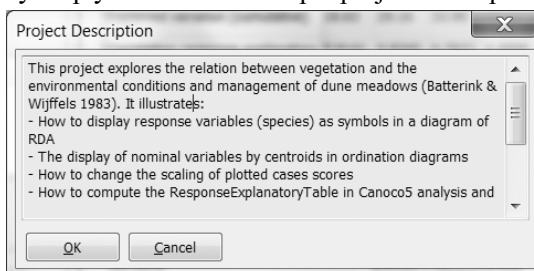 Project Description
This project explores the relation between vegetation and the
environmental conditions and management of dune meadows (Batterink &
Wijffels 1983). It illustrates:
- How to display response variables (species) as symbols in a diagram of
RDA
- The display of nominal variables by centroids in ordination diagrams
- How to change the scaling of plotted cases scores
- How to compute the ResponseExplanatoryTable in Canoco5 analysis and
OK
Cancel